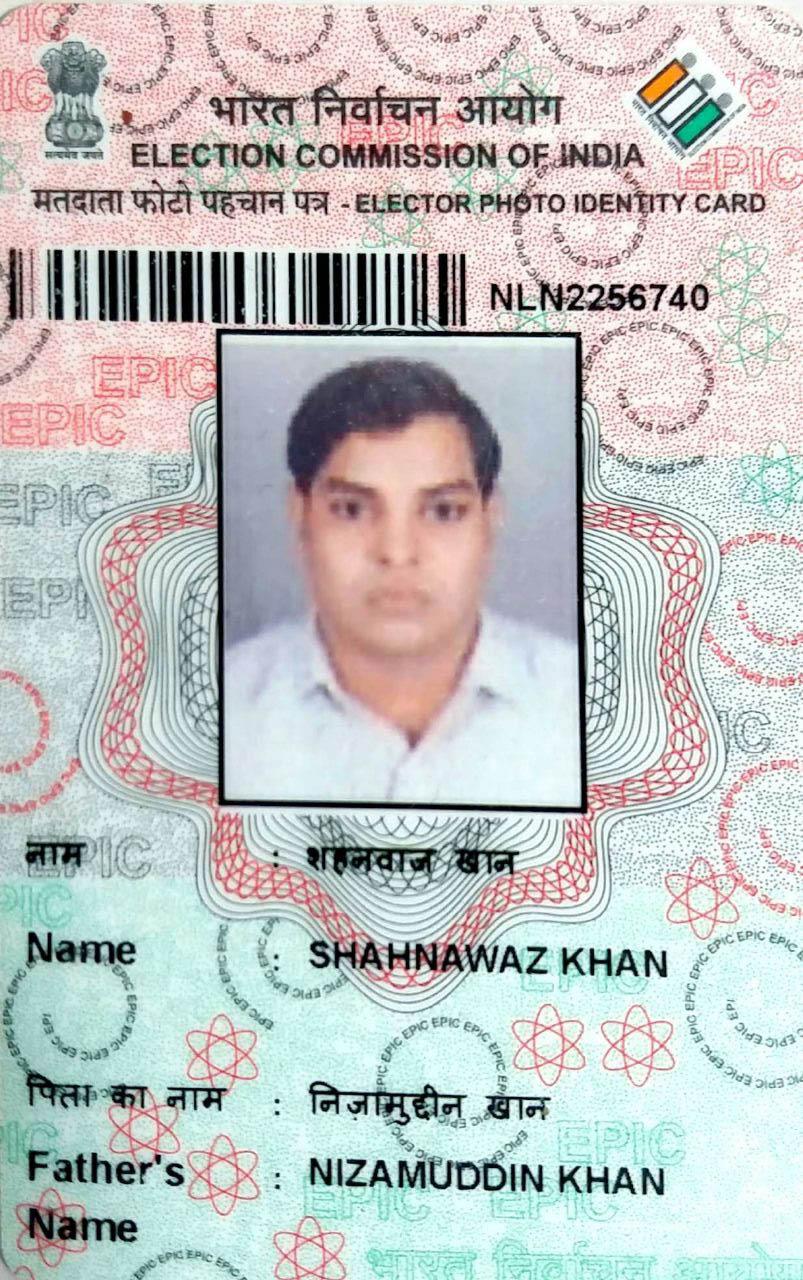 सत्यमेव जयते
भारत निर्वाचन आयोग
ELECTION COMMISSION OF INDIA
मतदाता फोटो पहचान पत्र - ELECTOR PHOTO IDENTITY CARD
NLN2256740
नाम : शहनवाज खान
Name : SHAHNAWAZ KHAN
पिता का नाम : निज़ामुद्दीन खान
Father's : NIZAMUDDIN KHAN
Name
भारत निर्वाचन आयोग